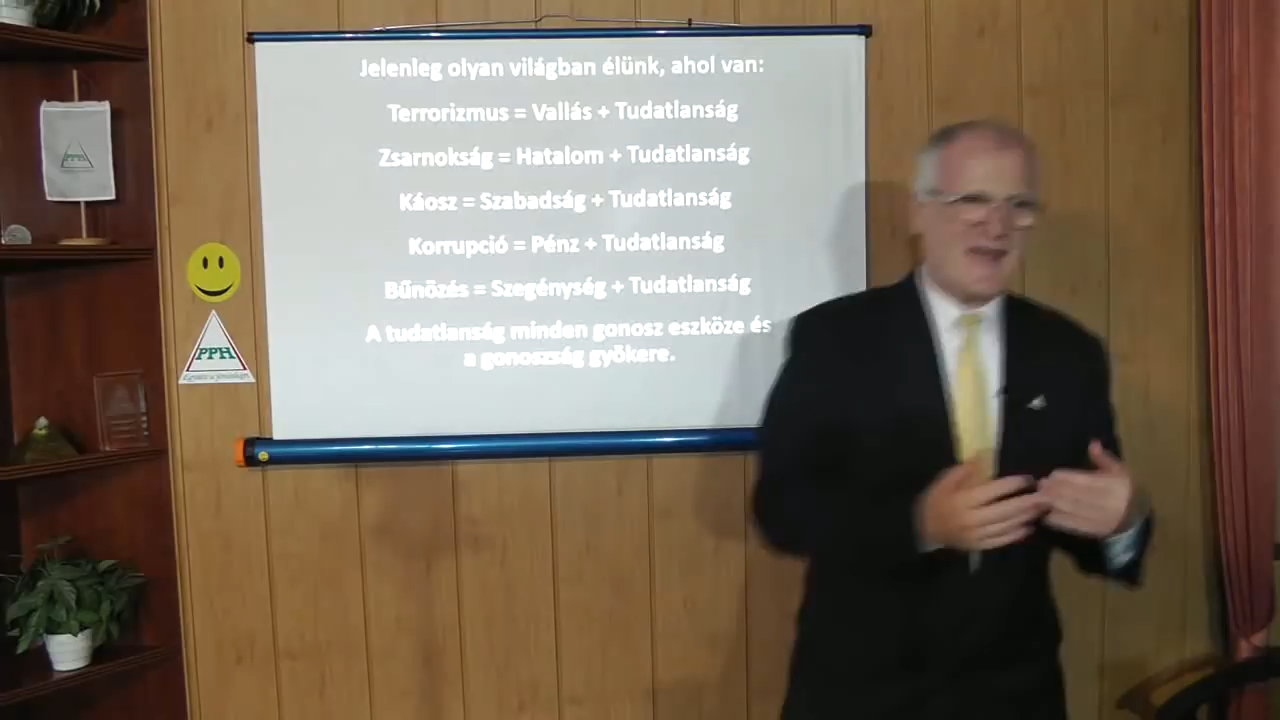 Jelenleg olyan világban élünk, ahol van:
Terrorizmus = Vallás + Tudatlanság
Zsarnokság = Hatalom + Tudatlanság
Káosz = Szabadság + Tudatlanság
Korrupció = Pénz + Tudatlanság
Bűnözés = Szegénység + Tudatlanság
A tudatlanság minden gonosz eszköze és
a gonoszság gyökere.
PPH